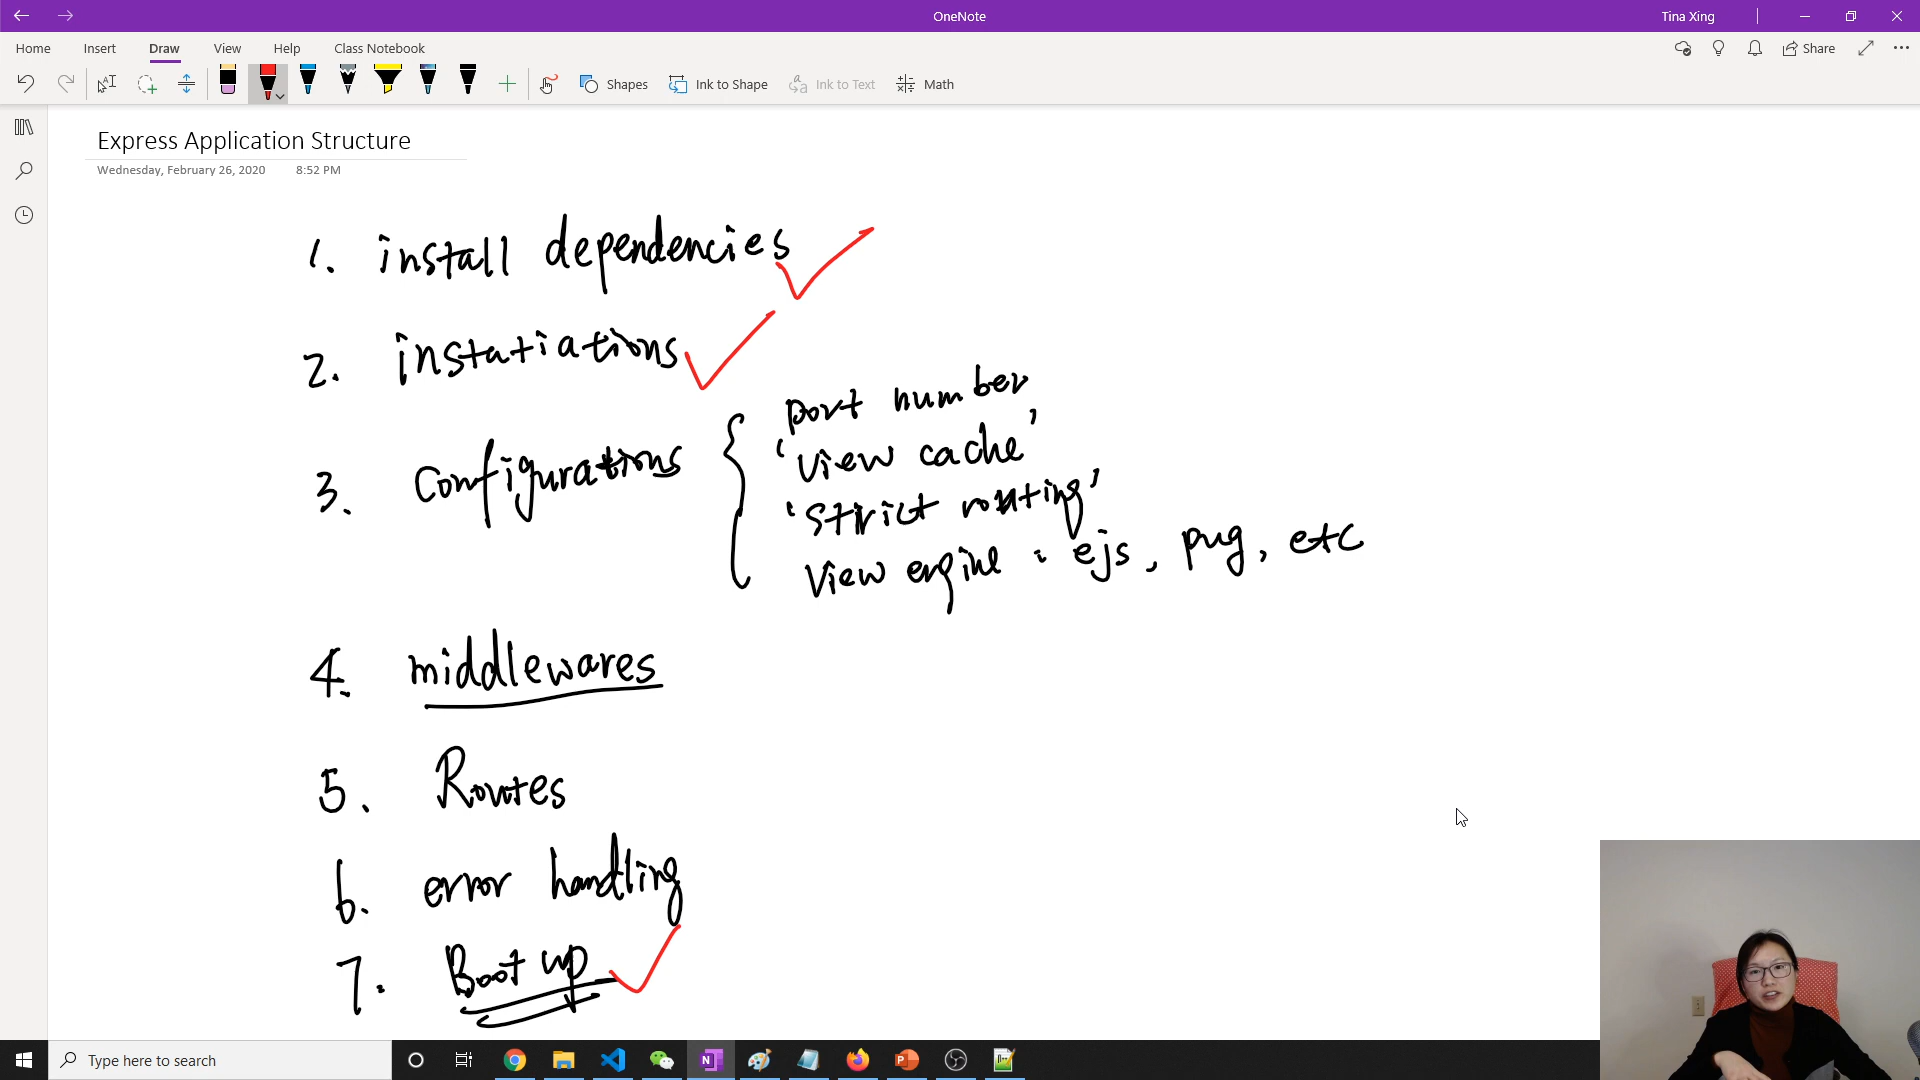 OneNote
Tina Xing
Home Insert Draw View Help Class Notebook
Share
Shapes Ink to Shape Ink to Text Math
Express Application Structure
Wednesday, February 26, 2020 8:52 PM
1. install dependencies
2. instatiations
3. Configurations
port number
'view cache'
'strict routing'
View engine : ejs, pug, etc
4. middlewares
5. Routes
6. error handling
7. Boot up
Type here to search